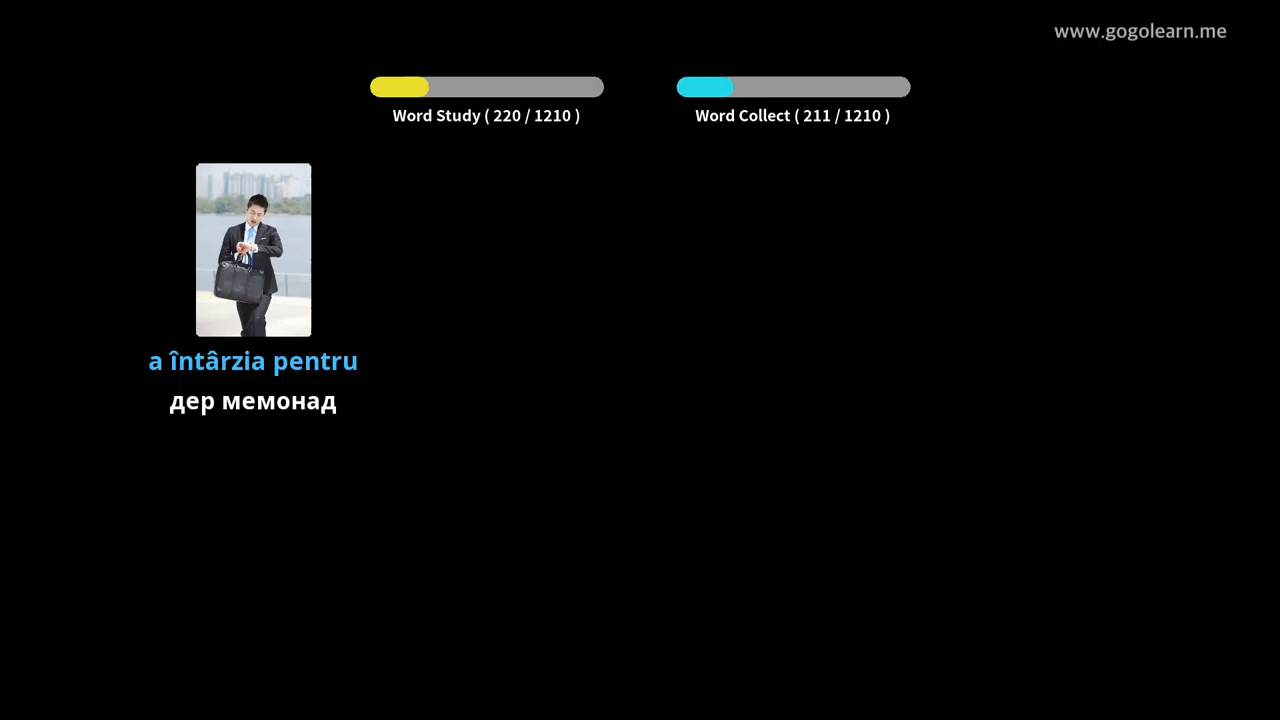 www.gogolearn.me
Word Study ( 220 / 1210 )
Word Collect ( 211 / 1210 )
a întârzia pentru
дер мемонад